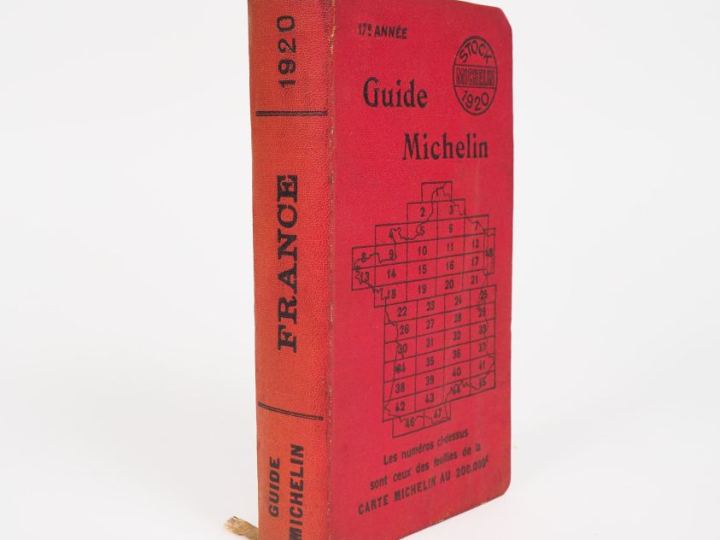 1920
FRANCE
GUIDE
MICHELIN
17e ANNÉE
STOCK
MICHELIN
1920
Guide
Michelin
2 3
4 5 6 7
8 9 10 11 12
13 14 15 16 17 48
18 19 20 21
22 23 24 25
26 27 28 29
30 31 32 33
34 35 36 37
38 39 40 41
42 43 44 45
46 47
Les numéros ci-dessus
sont ceux des feuilles de la
CARTE MICHELIN AU 200.000e